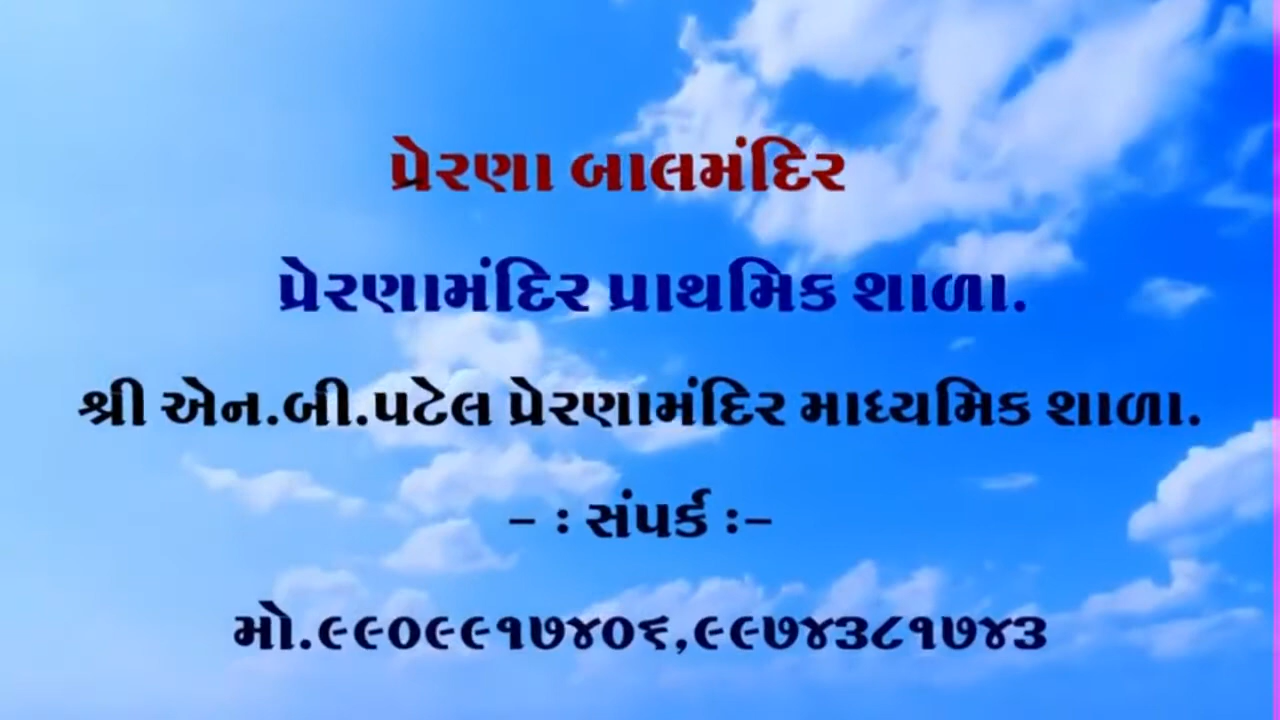 પ્રેરણા બાલમંદિર
પ્રેરણામંદિર પ્રાથમિક શાળા.
શ્રી એન.બી.પટેલ પ્રેરણામંદિર માધ્યમિક શાળા.
- : સંપર્ક :-
મો.૯૯૦૯૯૧૭૪૦૬,૯૯૭૪૩૮૧૭૪૩